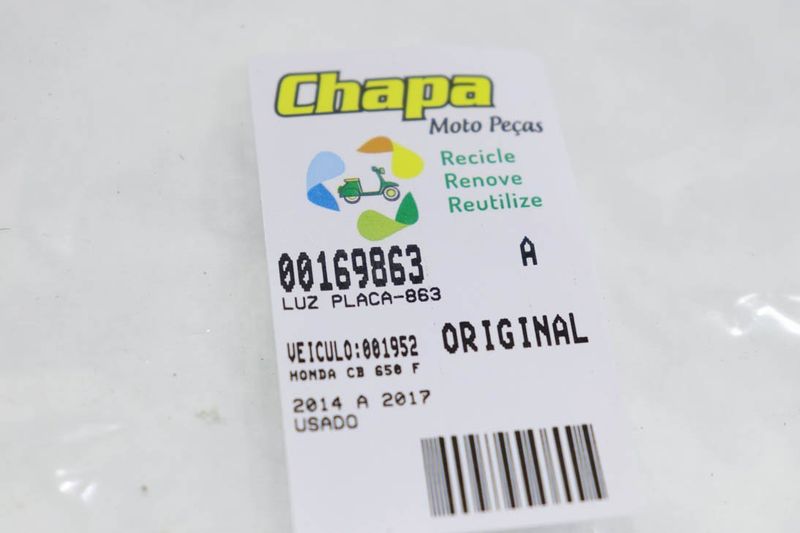 Chapa
Moto Peças
Recicle
Renove
Reutilize
00169863 A
LUZ PLACA-863
VEICULO:001952 ORIGINAL
HONDA CB 650 F
2014 A 2017
USADO